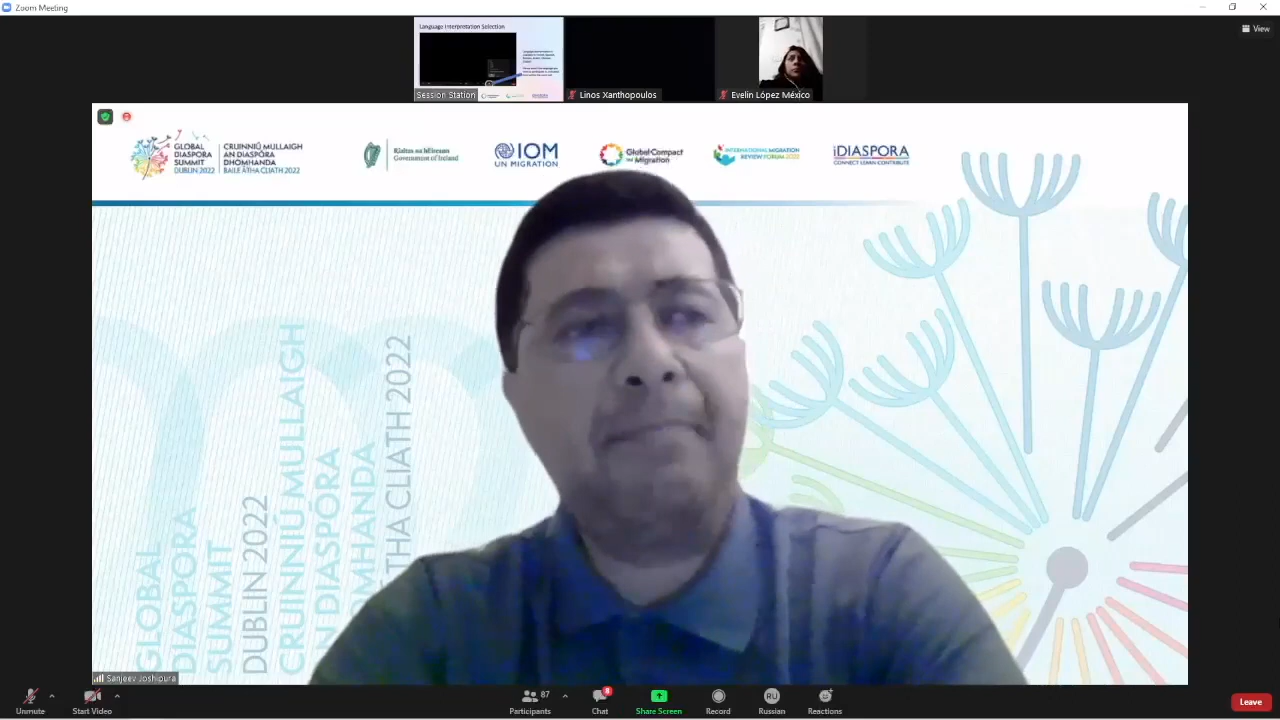 Zoom Meeting
View
Language Interpretation Selection
Session Station
Linos Xanthopoulos
Evelin López México
GLOBAL
DIASPORA
SUMMIT
DUBLIN 2022
CRUINNIÚ MULLAIGH
AN DIASPÓRA
DHOMHANDA
BAILE ÁTHA CLIATH 2022
Rialtas na hÉireann
Government of Ireland
IOM
UN MIGRATION
Global Compact
for Migration
INTERNATIONAL MIGRATION
REVIEW FORUM 2022
iDIASPORA
CONNECT LEARN CONTRIBUTE
GLOBAL
DIASPORA
SUMMIT
DUBLIN 2022
CRUINNIÚ MULLAIGH
N DIASPÓRA
OMHANDA
THA CLIATH 2022
Sanjeev Joshipura
Unmute
Start Video
87
Participants
8
Chat
Share Screen
Record
RU
Russian
Reactions
Leave